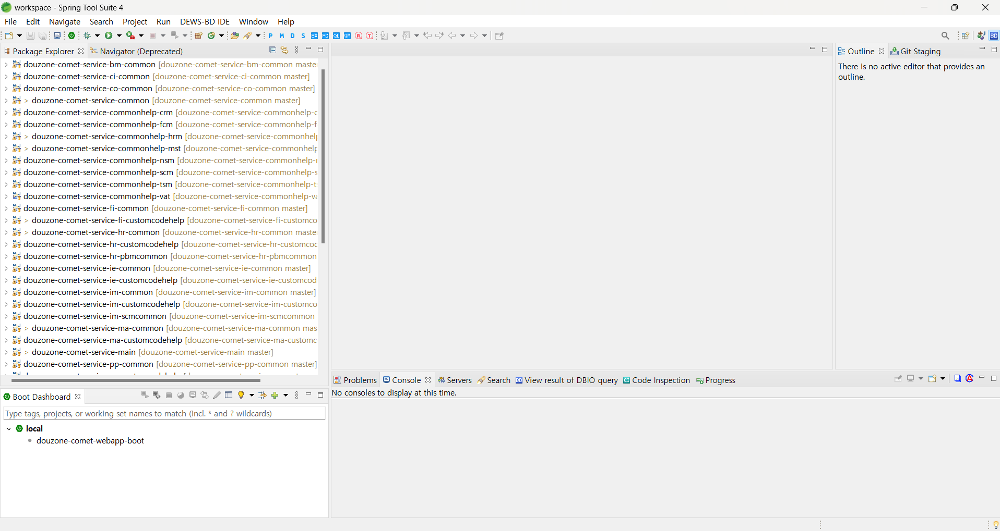 workspace - Spring Tool Suite 4
File Edit Navigate Search Project Run DEWS-BD IDE Window Help
P M D S EX FD QL QM R T BD
Package Explorer Navigator (Deprecated)
douzone-comet-service-bm-common [douzone-comet-service-bm-common master
douzone-comet-service-ci-common [douzone-comet-service-ci-common master]
douzone-comet-service-co-common [douzone-comet-service-co-common master]
> douzone-comet-service-common [douzone-comet-service-common master]
douzone-comet-service-commonhelp-crm [douzone-comet-service-commonhelp-c
douzone-comet-service-commonhelp-fcm [douzone-comet-service-commonhelp-f
> douzone-comet-service-commonhelp-hrm [douzone-comet-service-commonhelp
> douzone-comet-service-commonhelp-mst [douzone-comet-service-commonhelp
douzone-comet-service-commonhelp-nsm [douzone-comet-service-commonhelp-n
douzone-comet-service-commonhelp-scm [douzone-comet-service-commonhelp-s
douzone-comet-service-commonhelp-tsm [douzone-comet-service-commonhelp-ts
douzone-comet-service-commonhelp-vat [douzone-comet-service-commonhelp-va
douzone-comet-service-fi-common [douzone-comet-service-fi-common master]
> douzone-comet-service-fi-customcodehelp [douzone-comet-service-fi-customco
> douzone-comet-service-hr-common [douzone-comet-service-hr-common master
douzone-comet-service-hr-customcodehelp [douzone-comet-service-hr-customcod
douzone-comet-service-hr-pbmcommon [douzone-comet-service-hr-pbmcommon
douzone-comet-service-ie-common [douzone-comet-service-ie-common master]
douzone-comet-service-ie-customcodehelp [douzone-comet-service-ie-customcod
douzone-comet-service-im-common [douzone-comet-service-im-common master]
douzone-comet-service-im-customcodehelp [douzone-comet-service-im-customco
douzone-comet-service-im-scmcommon [douzone-comet-service-im-scmcommon
> douzone-comet-service-ma-common [douzone-comet-service-ma-common mas
douzone-comet-service-ma-customcodehelp [douzone-comet-service-ma-customc
> douzone-comet-service-main [douzone-comet-service-main master]
douzone-comet-service-pp-common [douzone-comet-service-pp-common master]
Outline Git Staging
There is no active editor that provides an
outline.
Boot Dashboard
Type tags, projects, or working set names to match (incl. * and ? wildcards)
local
douzone-comet-webapp-boot
Problems Console Servers Search BD View result of DBIO query CI Code Inspection Progress
No consoles to display at this time.